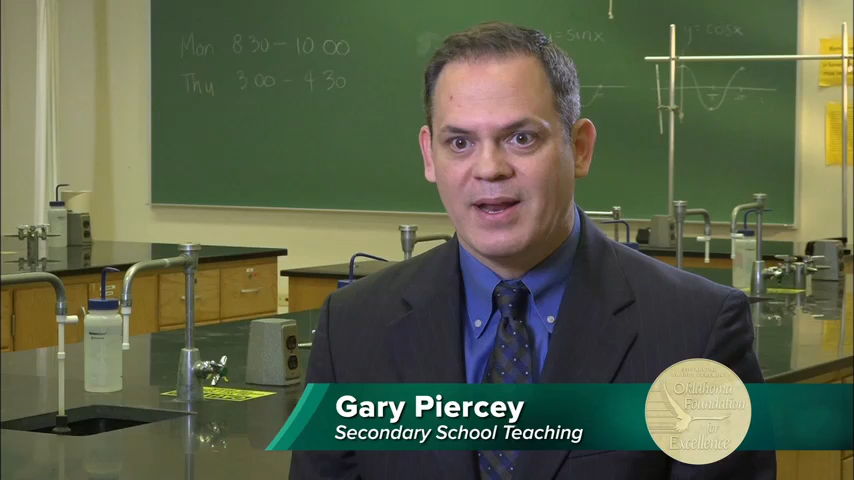 Mon 8:30 - 10:00
Thu 3:00 - 4:30
y=sinx
y=cosx
Gary Piercey
Secondary School Teaching
Oklahoma
Foundation
for
Excellence